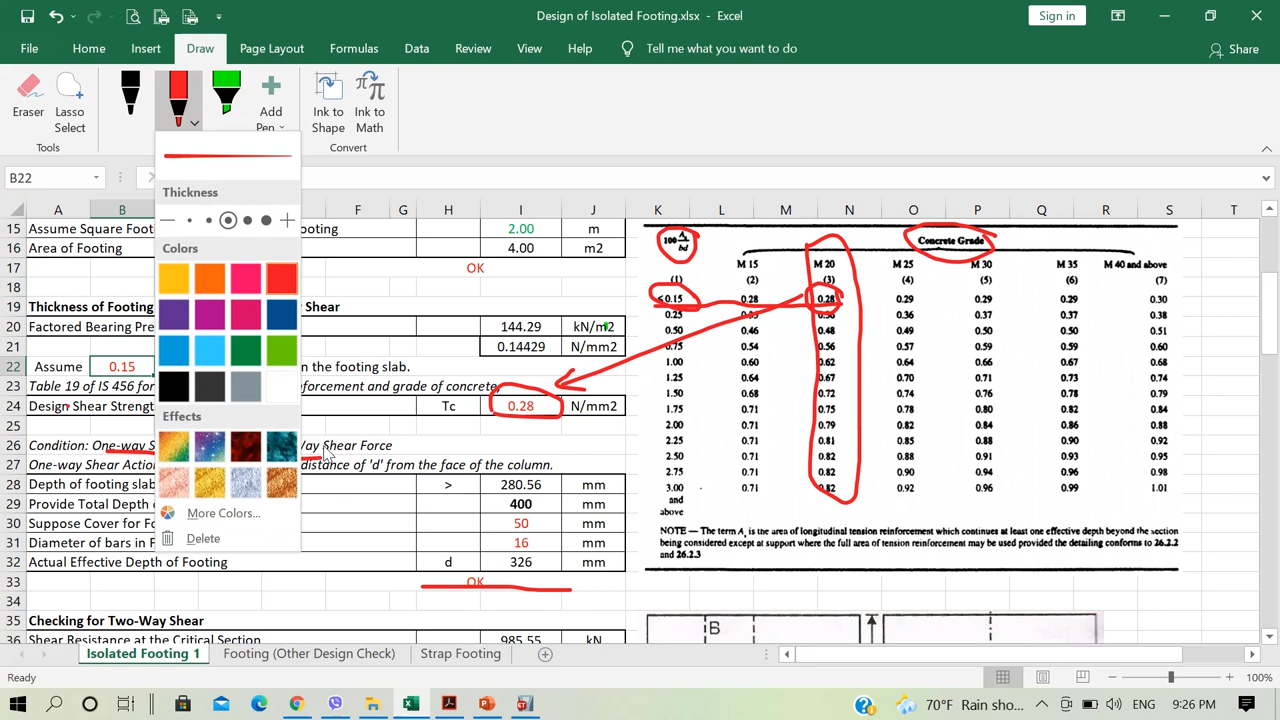 Design of Isolated Footing.xlsx - Excel
Sign in
File Home Insert Draw Page Layout Formulas Data Review View Help Tell me what you want to do Share
Eraser Lasso Select Add Pen Ink to Shape Ink to Math
Tools Convert
B22
Thickness
Colors
Effects
More Colors...
Delete
A B F G H I J K L M N O P Q R S T
15 Assume Square Foot ooting 2.00 m
16 Area of Footing 4.00 m2
17 OK
18
19 Thickness of Footing Shear
20 Factored Bearing Pre 144.29 kN/m2
21 0.14429 N/mm2
22 Assume 0.15 n the footing slab.
23 Table 19 of IS 456 for inforcement and grade of concrete,
24 Design Shear Strengt Tc 0.28 N/mm2
25
26 Condition: One-way S Way Shear Force
27 One-way Shear Action distance of 'd' from the face of the column.
28 Depth of footing slab > 280.56 mm
29 Provide Total Depth o 400 mm
30 Suppose Cover for Fo 50 mm
31 Diameter of bars in F 16 mm
32 Actual Effective Depth of Footing d 326 mm
33 OK
34
35 Checking for Two-Way Shear
36 Shear Resistance at the Critical Section 985.55 kN
100 As/bd Concrete Grade
M 15 M 20 M 25 M 30 M 35 M 40 and above
(1) (2) (3) (4) (5) (6) (7)
≤ 0.15 0.28 0.28 0.29 0.29 0.29 0.30
0.25 0.35 0.36 0.36 0.37 0.37 0.38
0.50 0.46 0.48 0.49 0.50 0.50 0.51
0.75 0.54 0.56 0.57 0.59 0.59 0.60
1.00 0.60 0.62 0.64 0.66 0.67 0.68
1.25 0.64 0.67 0.70 0.71 0.73 0.74
1.50 0.68 0.72 0.74 0.76 0.78 0.79
1.75 0.71 0.75 0.78 0.80 0.82 0.84
2.00 0.71 0.79 0.82 0.84 0.86 0.88
2.25 0.71 0.81 0.85 0.88 0.90 0.92
2.50 0.71 0.82 0.88 0.91 0.93 0.95
2.75 0.71 0.82 0.90 0.94 0.96 0.98
3.00 0.71 0.82 0.92 0.96 0.99 1.01
and
above
NOTE — The term As is the area of longitudinal tension reinforcement which continues at least one effective depth beyond the section
being considered except at support where the full area of tension reinforcement may be used provided the detailing conforms to 26.2.2
and 26.2.3
B
Isolated Footing 1 Footing (Other Design Check) Strap Footing
Ready 100%
70°F Rain sho... ENG 9:26 PM